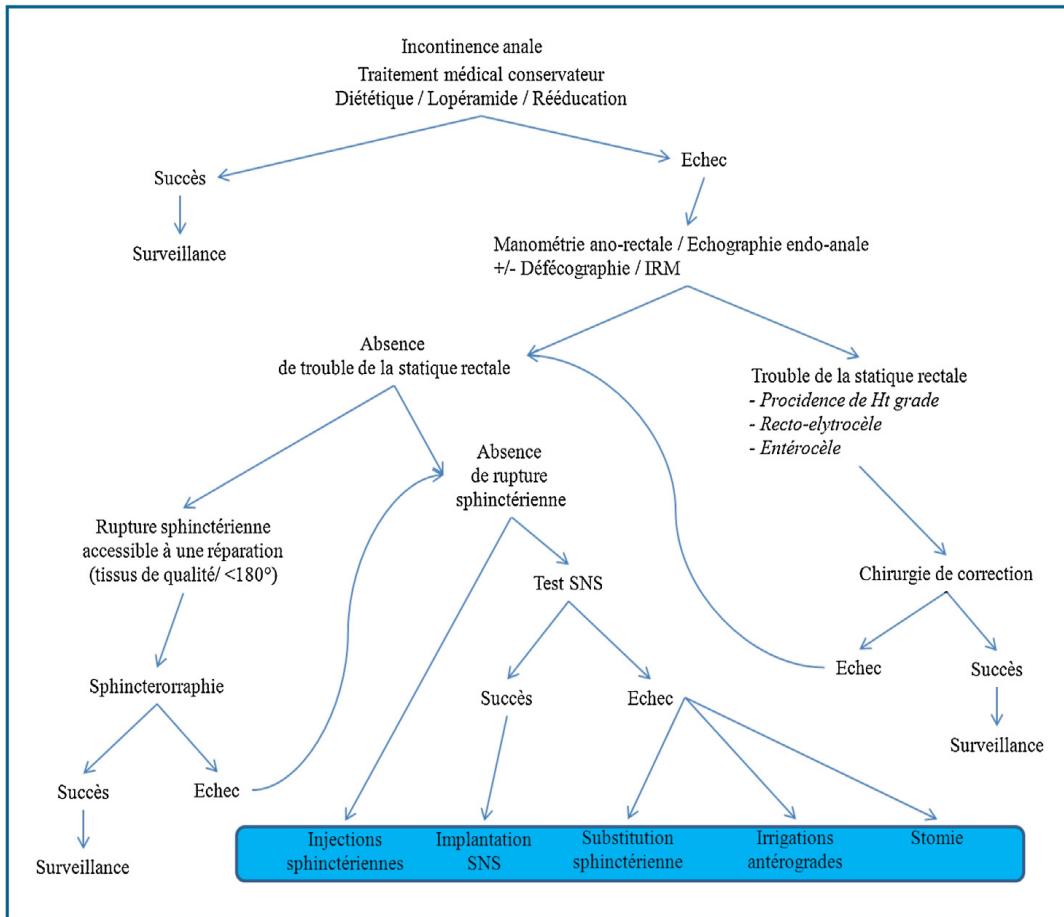 Incontinence anale
Traitement médical conservateur
Diététique / Lopéramide / Rééducation
Succès
Surveillance
Echec
Manométrie ano-rectale / Echographie endo-anale
+/- Défécographie / IRM
Absence
de trouble de la statique rectale
Trouble de la statique rectale
- Procidence de Ht grade
- Recto-elytrocèle
- Entérocèle
Absence
de rupture
sphinctérienne
Rupture sphinctérienne
accessible à une réparation
(tissus de qualité/ <180°)
Test SNS
Chirurgie de correction
Sphincterorraphie
Succès
Echec
Echec
Succès
Surveillance
Succès
Echec
Surveillance
Injections
sphinctériennes
Implantation
SNS
Substitution
sphinctérienne
Irrigations
antérogrades
Stomie